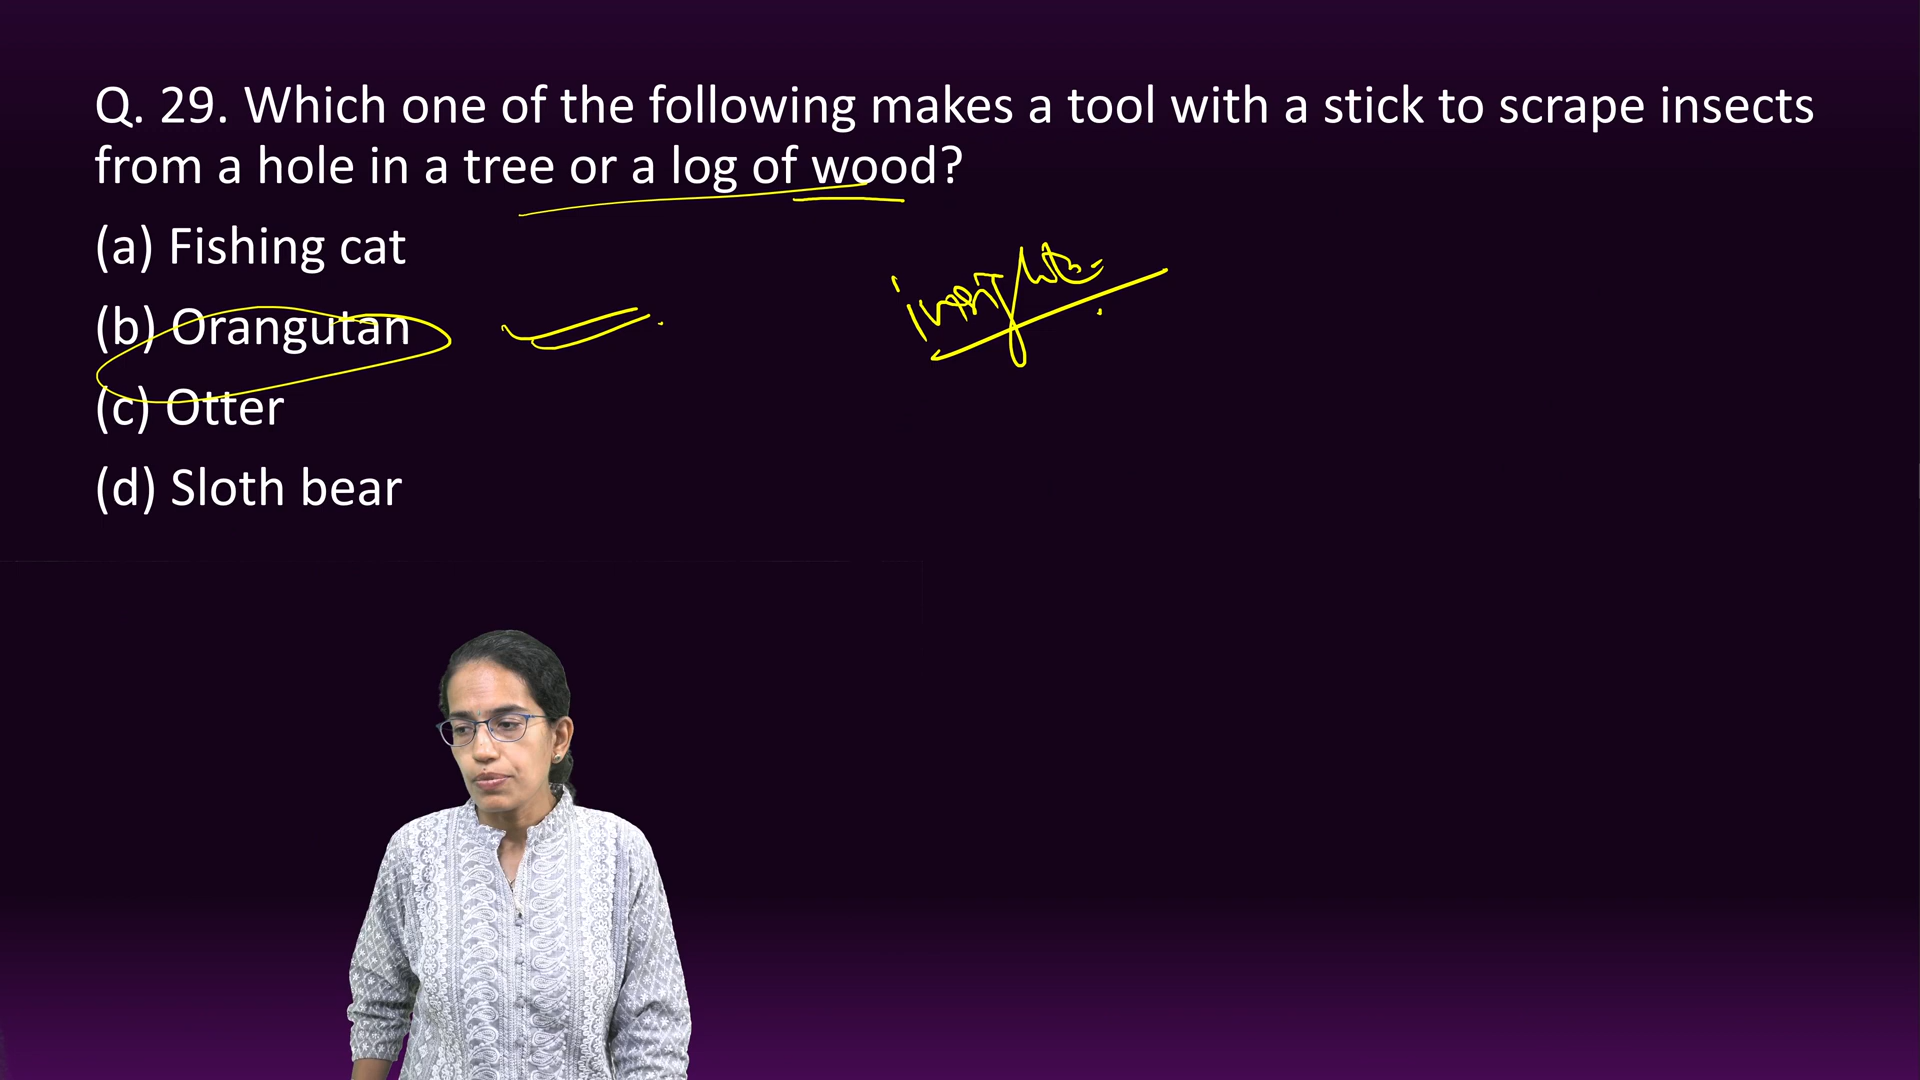 Q. 29. Which one of the following makes a tool with a stick to scrape insects
from a hole in a tree or a log of wood?
(a) Fishing cat
(b) Orangutan
(c) Otter
(d) Sloth bear